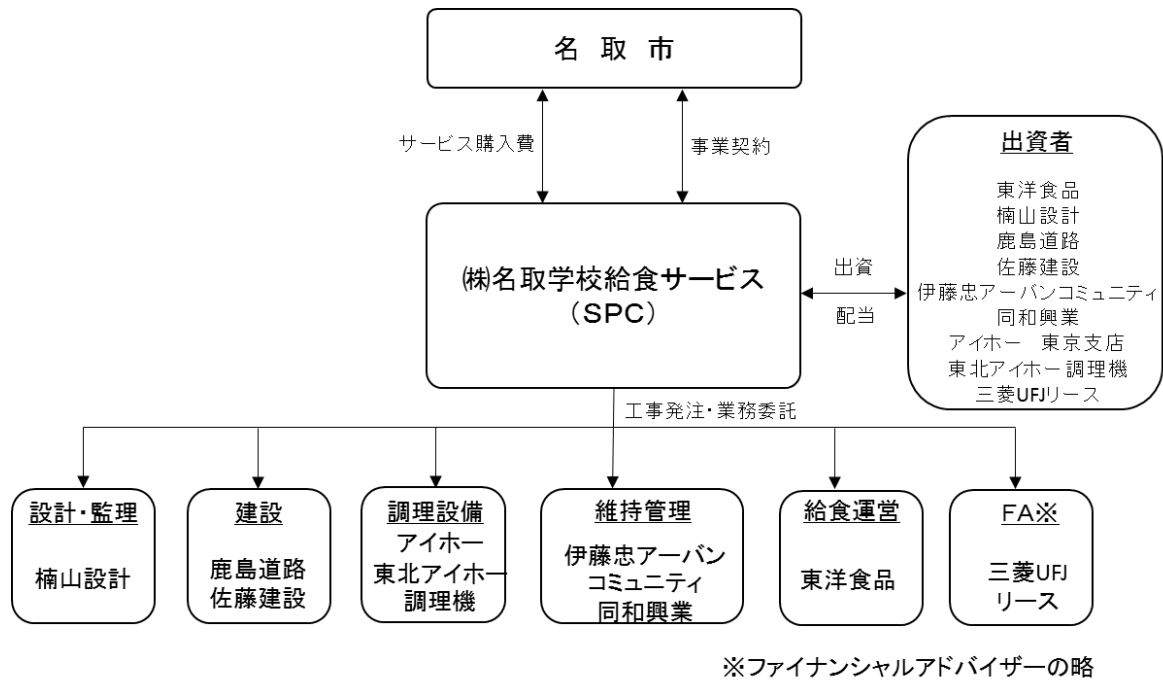 名 取 市
サービス購入費
事業契約
出資者
東洋食品
楠山設計
鹿島道路
佐藤建設
伊藤忠アーバンコミュニティ
同和興業
アイホー 東京支店
東北アイホー調理機
三菱UFJリース
㈱名取学校給食サービス
（SPC）
出資
配当
工事発注・業務委託
設計・監理
楠山設計
建設
鹿島道路
佐藤建設
調理設備
アイホー
東北アイホー
調理機
維持管理
伊藤忠アーバン
コミュニティ
同和興業
給食運営
東洋食品
FA※
三菱UFJ
リース
※ファイナンシャルアドバイザーの略